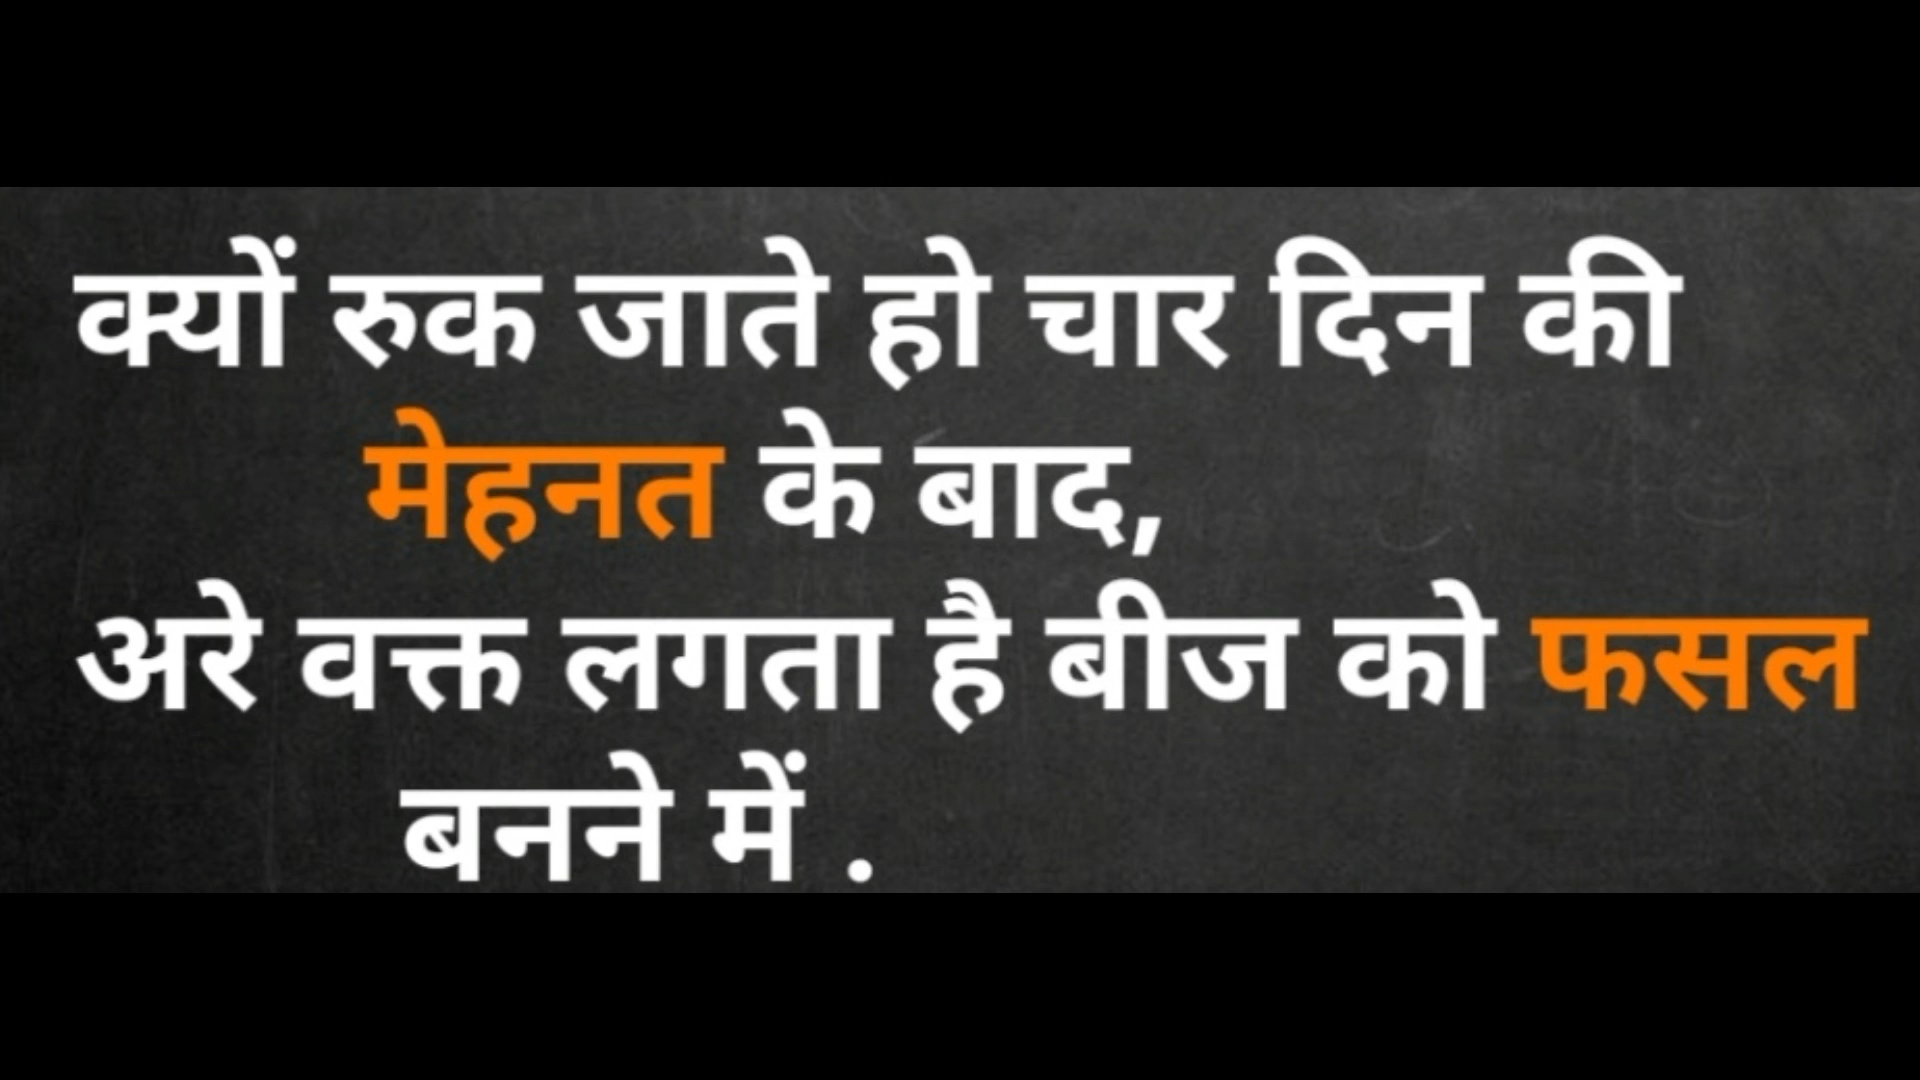 क्यों रुक जाते हो चार दिन की
मेहनत के बाद,
अरे वक्त लगता है बीज को फसल
बनने में .